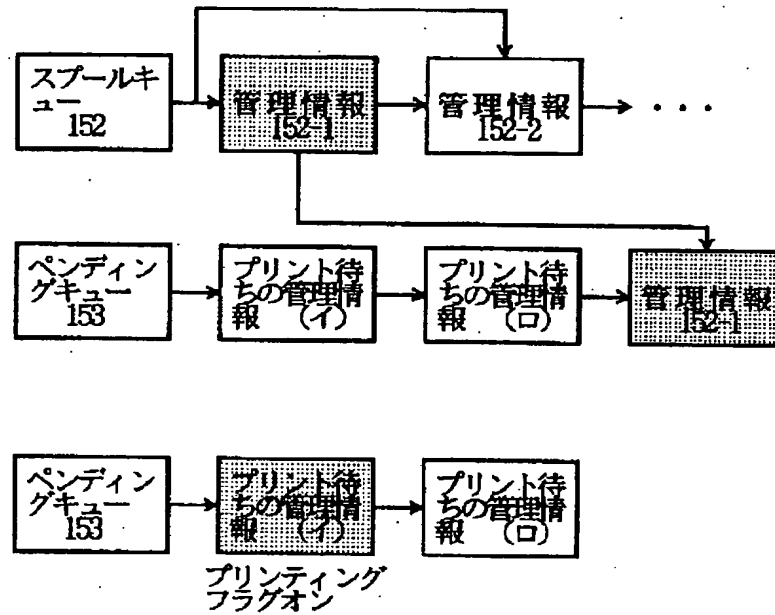 スプールキ
ュー
152
管理情報
152-1
管理情報
152-2
・・・
ペンディン
グキュー
153
プリント待
ちの管理情
報 (イ)
プリント待
ちの管理情
報 (ロ)
管理情報
152-1
ペンディン
グキュー
153
プリント待
ちの管理情
報 (イ)
プリント待
ちの管理情
報 (ロ)
プリンティング
フラグオン